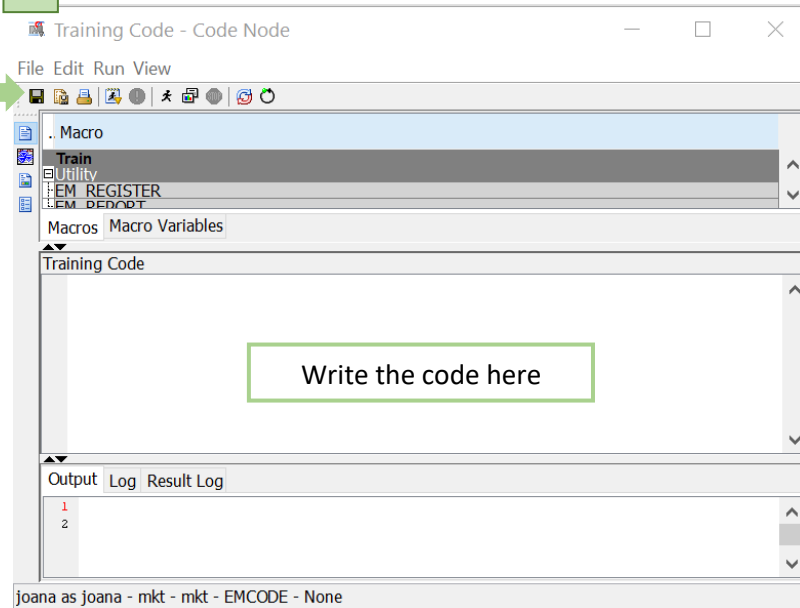 Training Code - Code Node
File Edit Run View
.. Macro
Train
Utility
EM_REGISTER
EM_REPORT
Macros Macro Variables
Training Code
Write the code here
Output Log Result Log
1
2
joana as joana - mkt - mkt - EMCODE - None